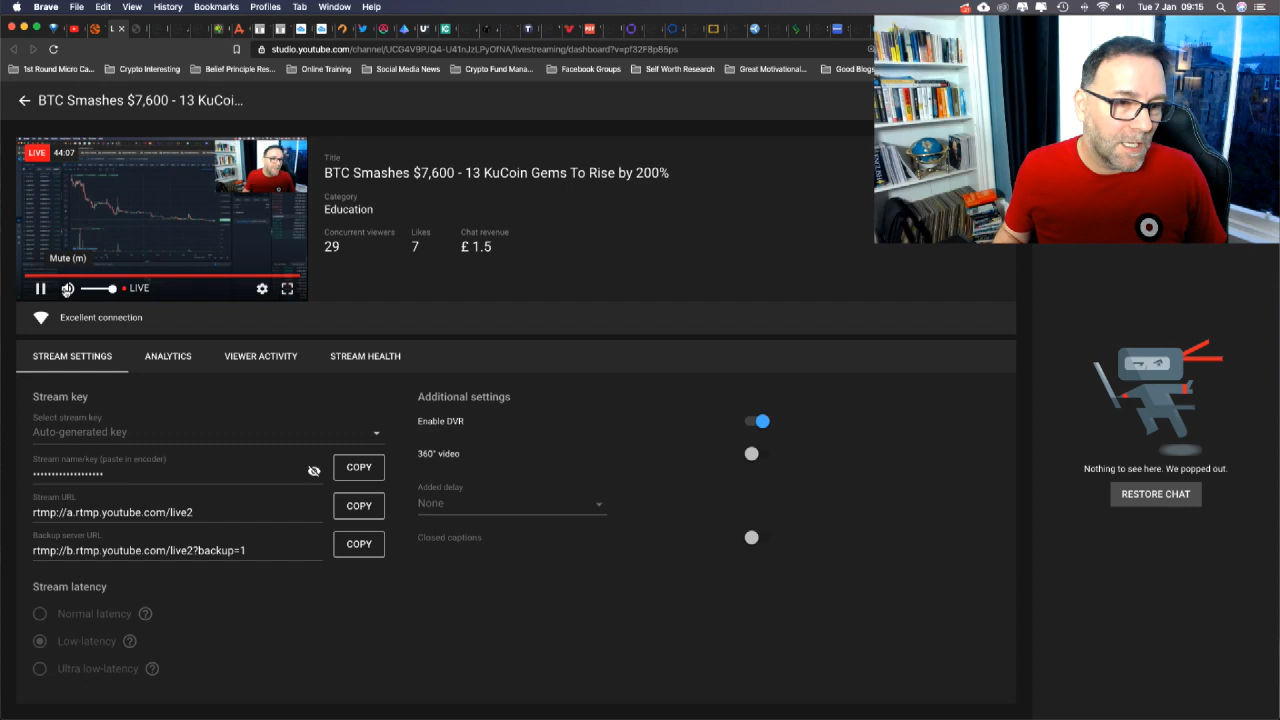 Brave File Edit View History Bookmarks Profiles Tab Window Help
Tue 7 Jan 09:15
studio.youtube.com/channel/UCG4V9PJQ4-U41nJzLPyOfNA/livestreaming/dashboard?v=pf32F8p85ps
1st Round Micro Ca... Crypto Interesting Belief Principle Res... Online Training Social Media News Crypto Fund Mana... Facebook Groups Self Worth Research Great Motivational... Good Blogs
BTC Smashes $7,600 - 13 KuCoi...
LIVE 44:07
Mute (m)
LIVE
Title
BTC Smashes $7,600 - 13 KuCoin Gems To Rise by 200%
Category
Education
Concurrent viewers Likes Chat revenue
29 7 £ 1.5
Excellent connection
STREAM SETTINGS ANALYTICS VIEWER ACTIVITY STREAM HEALTH
Stream key
Select stream key
Auto-generated key
Stream name/key (paste in encoder)
••••••••••••••••••• COPY
Stream URL
rtmp://a.rtmp.youtube.com/live2 COPY
Backup server URL
rtmp://b.rtmp.youtube.com/live2?backup=1 COPY
Stream latency
Normal latency
Low-latency
Ultra low-latency
Additional settings
Enable DVR
360° video
Added delay
None
Closed captions
Nothing to see here. We popped out.
RESTORE CHAT